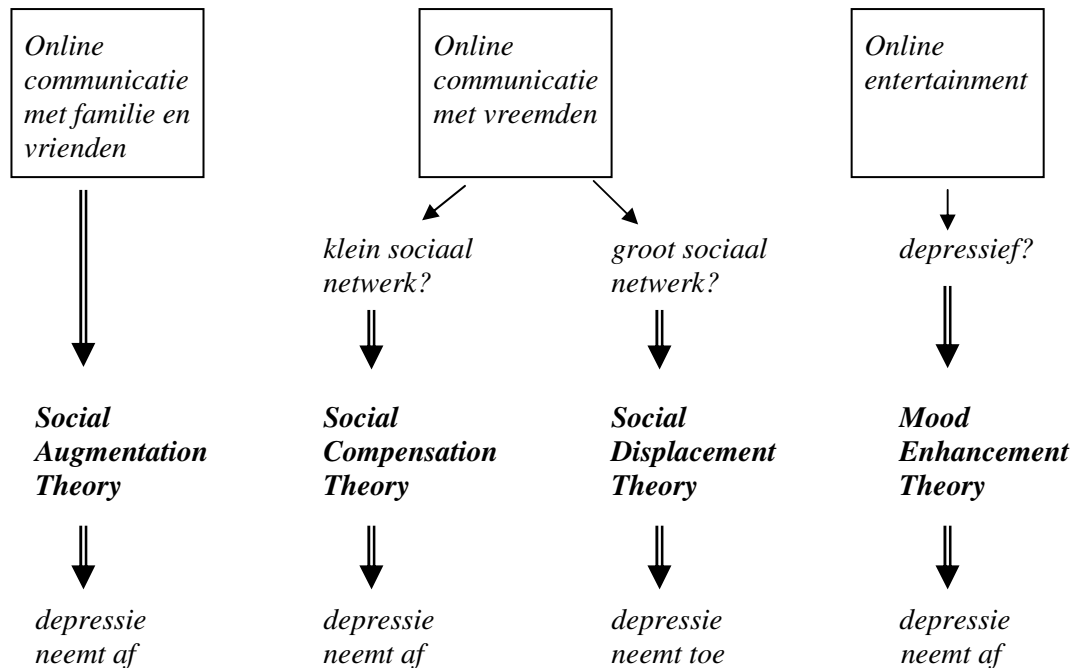 Online
communicatie
met familie en
vrienden
Online
communicatie
met vreemden
Online
entertainment
klein sociaal
netwerk?
groot sociaal
netwerk?
depressief?
Social
Augmentation
Theory
Social
Compensation
Theory
Social
Displacement
Theory
Mood
Enhancement
Theory
depressie
neemt af
depressie
neemt af
depressie
neemt toe
depressie
neemt af